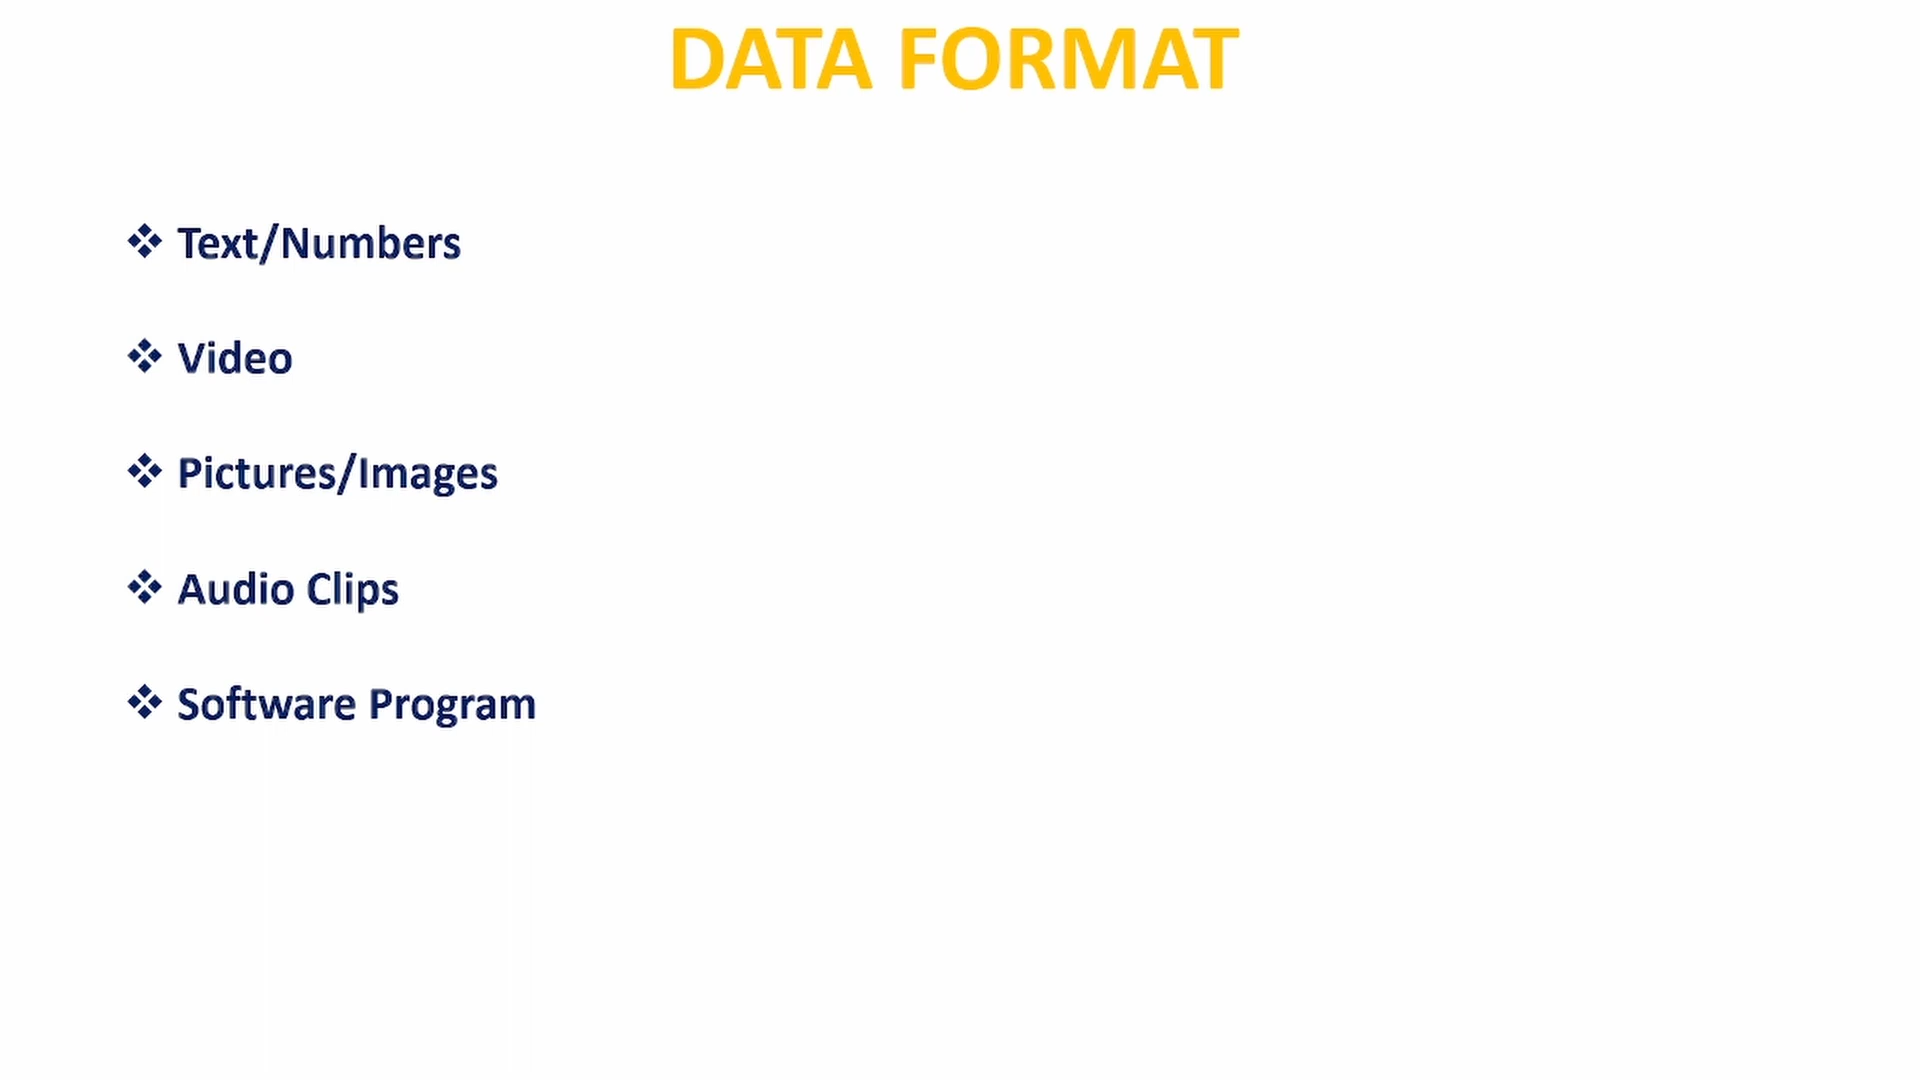 DATA FORMAT
❖ Text/Numbers
❖ Video
❖ Pictures/Images
❖ Audio Clips
❖ Software Program